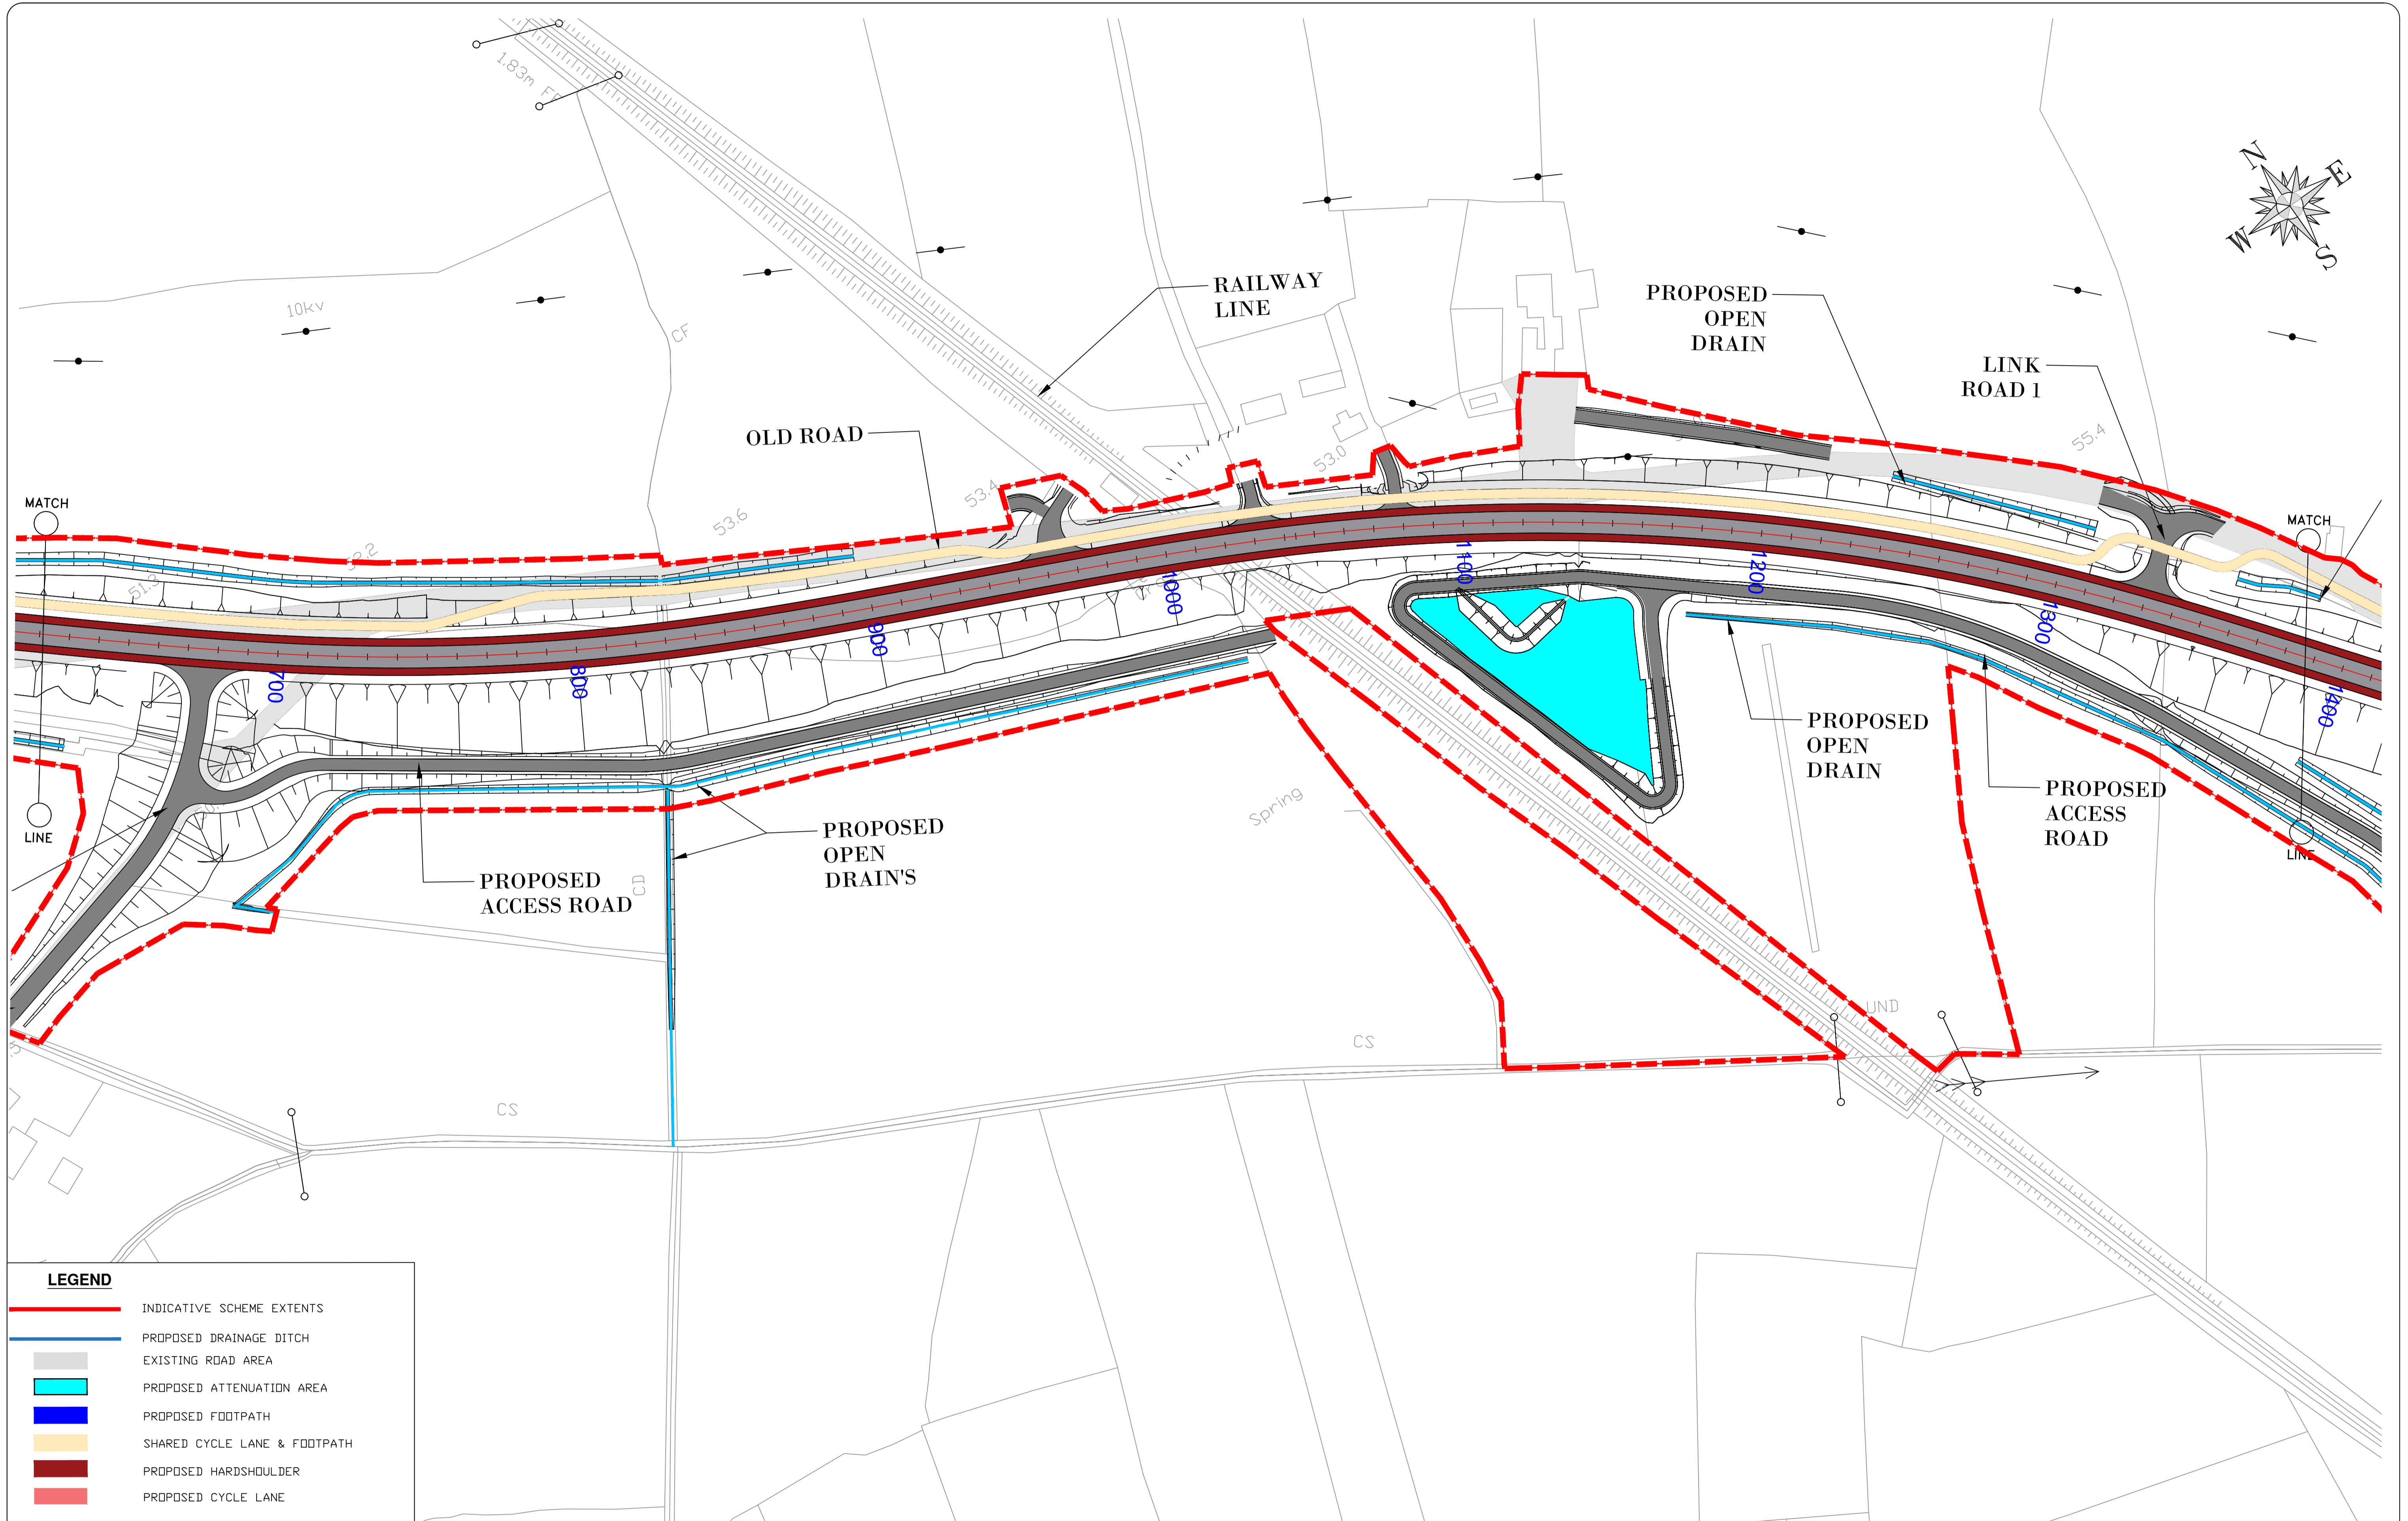 1.83m
N
E
W
S
10kv
CF
RAILWAY
LINE
PROPOSED
OPEN
DRAIN
LINK
ROAD 1
OLD ROAD
53.0
55.4
53.4
53.6
52.2
51.3
MATCH
MATCH
700
800
900
1000
1100
1200
1300
1400
LINE
LINE
Spring
PROPOSED
OPEN
DRAIN
PROPOSED
ACCESS
ROAD
PROPOSED
OPEN
DRAIN'S
PROPOSED
ACCESS ROAD
CD
UND
CS
CS
LEGEND
INDICATIVE SCHEME EXTENTS
PROPOSED DRAINAGE DITCH
EXISTING ROAD AREA
PROPOSED ATTENUATION AREA
PROPOSED FOOTPATH
SHARED CYCLE LANE & FOOTPATH
PROPOSED HARDSHOULDER
PROPOSED CYCLE LANE